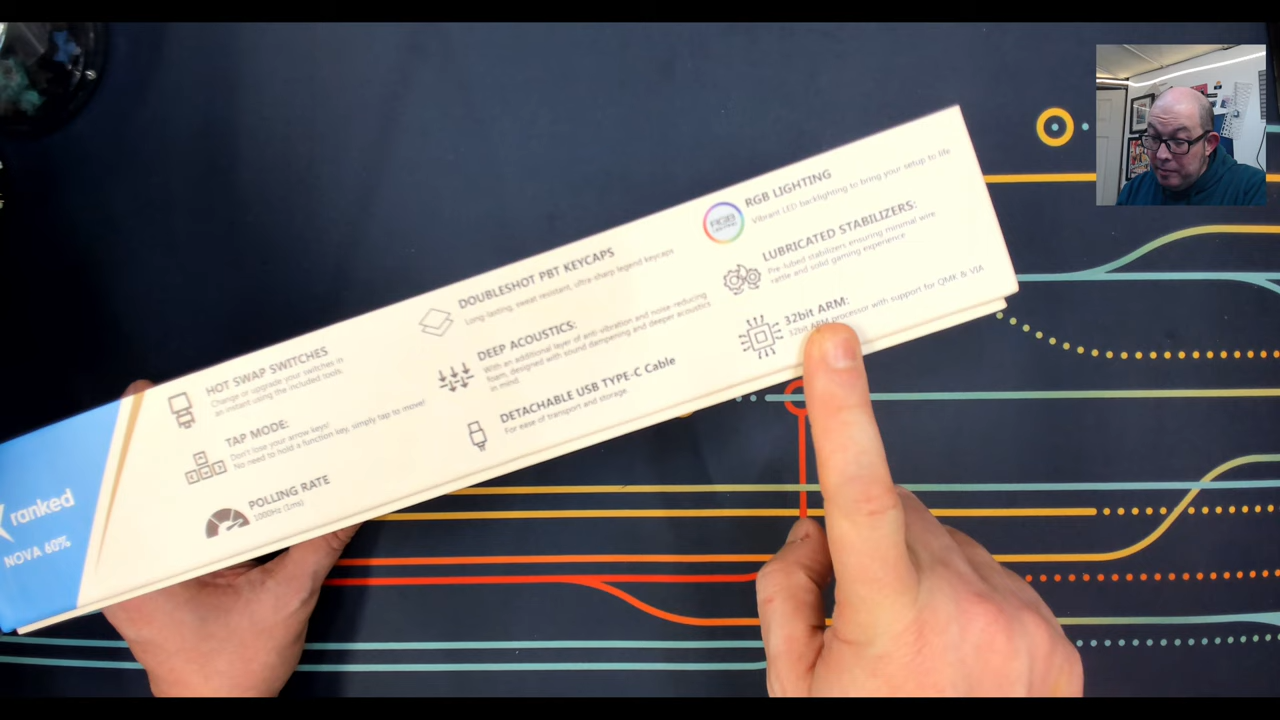 ranked
NOVA 60%
HOT SWAP SWITCHES
Change or upgrade your switches in
an instant using the included tools.
TAP MODE:
Don't lose your arrow keys!
No need to hold a function key, simply tap to move!
POLLING RATE
1000Hz (1ms)
DOUBLESHOT PBT KEYCAPS
Long-lasting, sweat resistant, ultra-sharp legend keycaps
DEEP ACOUSTICS:
With an additional layer of anti-vibration and noise-reducing
foam, designed with sound dampening and deeper acoustics
in mind.
DETACHABLE USB TYPE-C Cable
For ease of transport and storage.
RGB
LIGHTING
RGB LIGHTING
Vibrant LED backlighting to bring your setup to life
LUBRICATED STABILIZERS:
Pre-lubed stabilizers ensuring minimal wire
rattle and solid gaming experience
32bit ARM:
32bit ARM processor with support for QMK & VIA